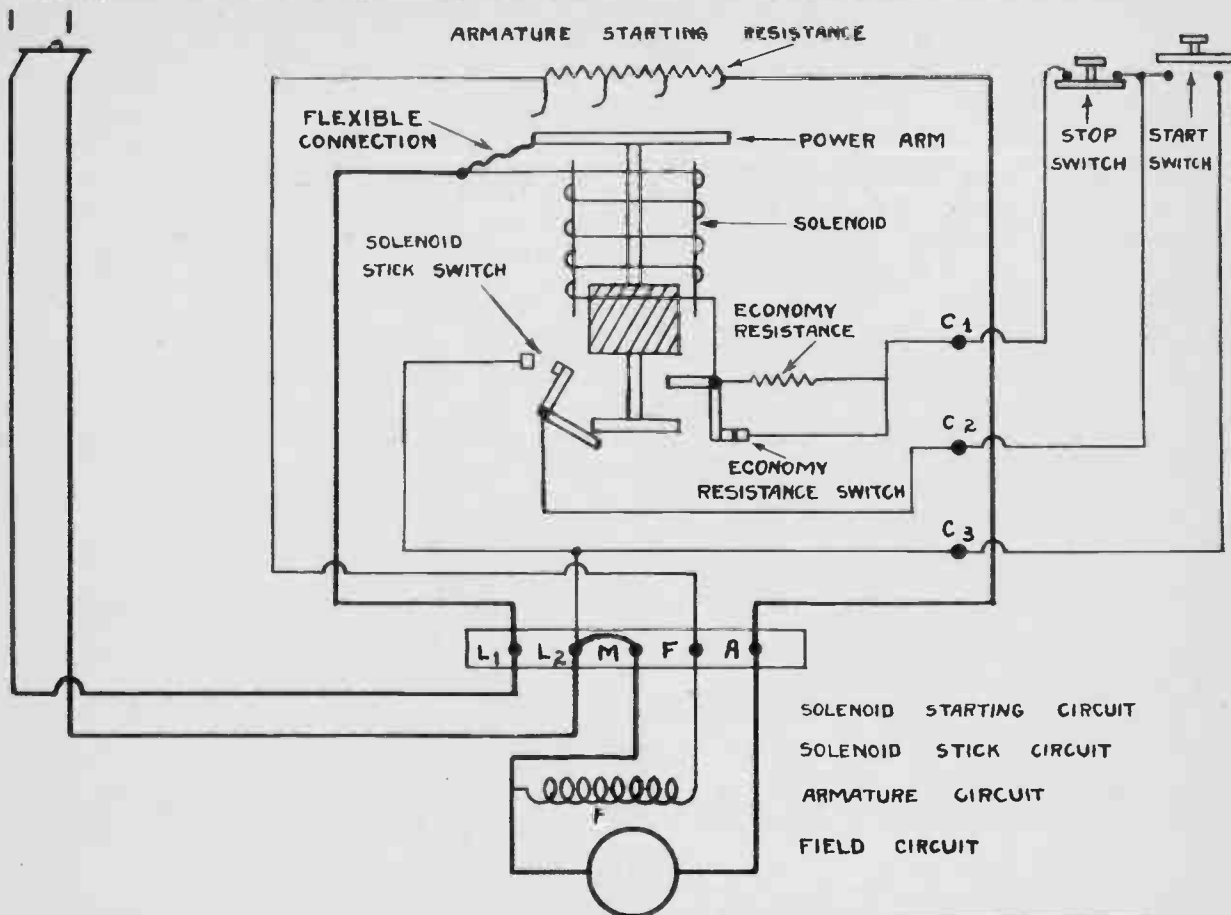 ARMATURE STARTING RESISTANCE
FLEXIBLE
CONNECTION
POWER ARM
STOP
SWITCH
START
SWITCH
SOLENOID
SOLENOID
STICK SWITCH
ECONOMY
RESISTANCE
C1
C2
ECONOMY
RESISTANCE SWITCH
C3
L1 L2 M F A
SOLENOID STARTING CIRCUIT
SOLENOID STICK CIRCUIT
ARMATURE CIRCUIT
F
FIELD CIRCUIT